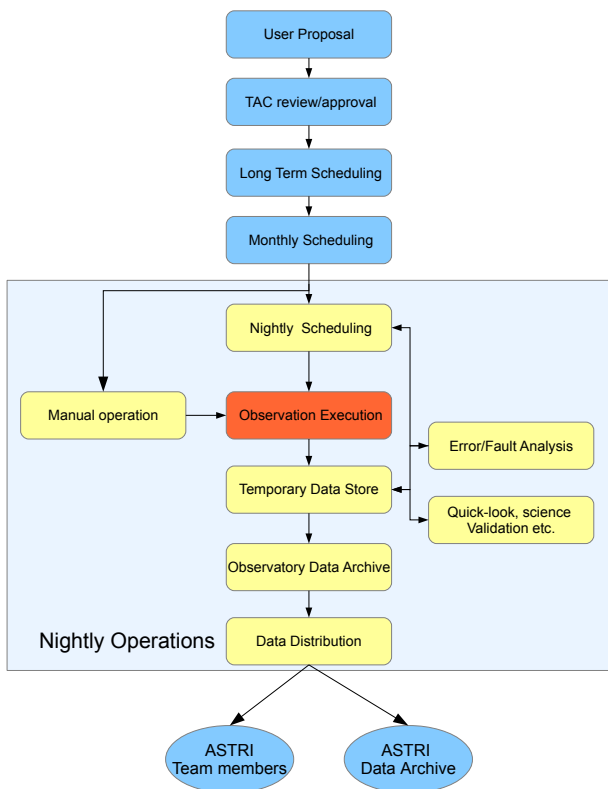 User Proposal
TAC review/approval
Long Term Scheduling
Monthly Scheduling
Nightly Scheduling
Manual operation
Observation Execution
Error/Fault Analysis
Temporary Data Store
Quick-look, science
Validation etc.
Observatory Data Archive
Nightly Operations
Data Distribution
ASTRI
Team members
ASTRI
Data Archive